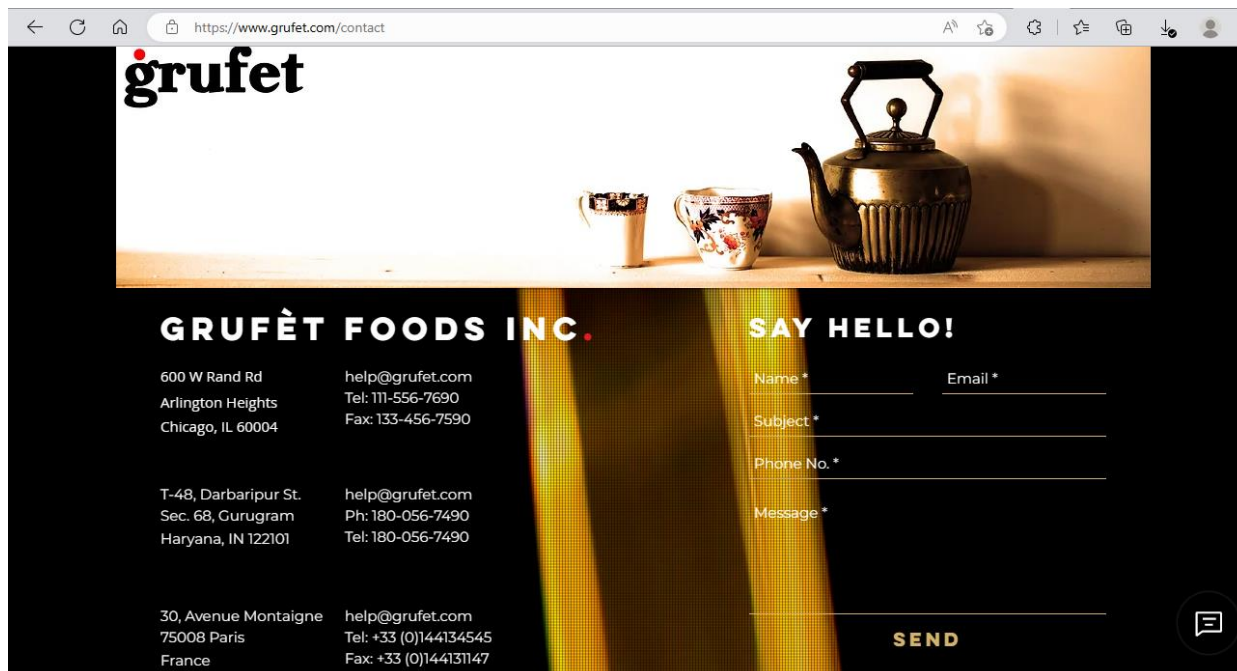 https://www.grufet.com/contact
grufet
GRUFÈT FOODS INC.
600 W Rand Rd
Arlington Heights
Chicago, IL 60004
help@grufet.com
Tel: 111-556-7690
Fax: 133-456-7590
T-48, Darbaripur St.
Sec. 68, Gurugram
Haryana, IN 122101
help@grufet.com
Ph: 180-056-7490
Tel: 180-056-7490
30, Avenue Montaigne
75008 Paris
France
help@grufet.com
Tel: +33 (0)144134545
Fax: +33 (0)144131147
SAY HELLO!
Name *
Email *
Subject *
Phone No. *
Message *
SEND